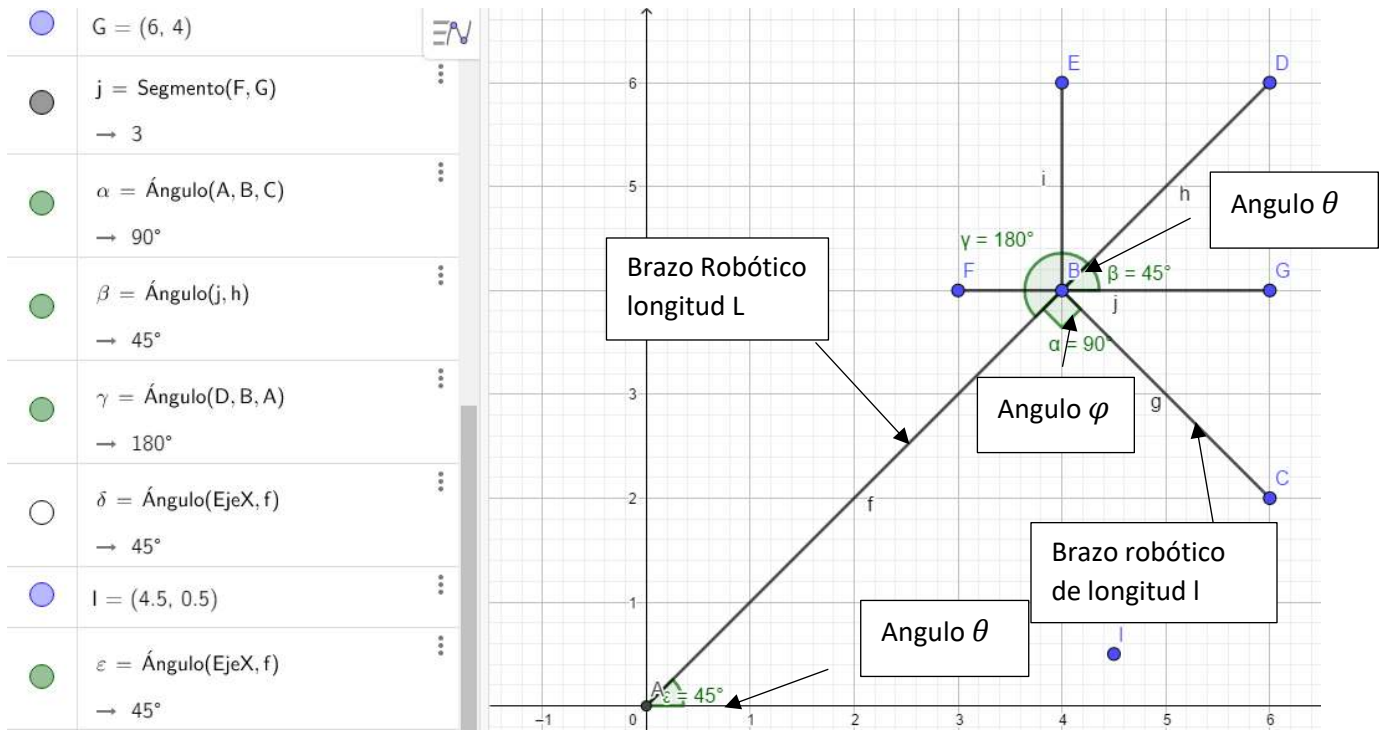 G = (6, 4)
j = Segmento(F, G)
→ 3
α = Ángulo(A, B, C)
→ 90°
β = Ángulo(j, h)
→ 45°
γ = Ángulo(D, B, A)
→ 180°
δ = Ángulo(EjeX, f)
→ 45°
I = (4.5, 0.5)
ε = Ángulo(EjeX, f)
→ 45°
E
D
6
5
i
h
Angulo θ
γ = 180°
Brazo Robótico
longitud L
F
B
β = 45°
G
j
α = 90°
3
Angulo φ
g
C
2
f
Brazo robótico
de longitud l
1
Angulo θ
I
A
ε = 45°
−1
0
1
2
3
4
5
6